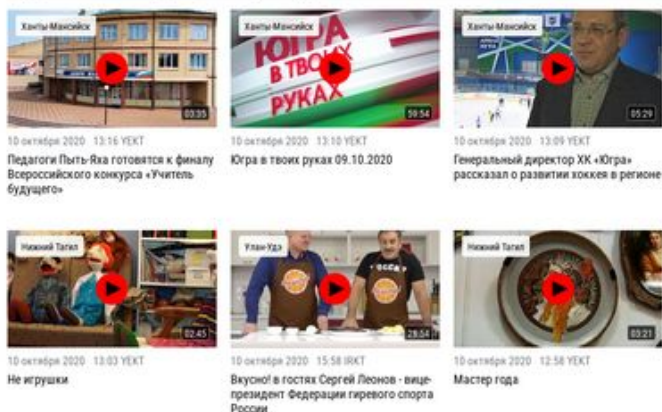 Ханты-Мансийск
ЮГРА
В ТВОИХ
РУКАХ
03:35
Ханты-Мансийск
59:54
Ханты-Мансийск
05:29
10 октября 2020 13:16 YEKT
Педагоги Пыть-Яха готовятся к финалу
Всероссийского конкурса «Учитель
будущего»
10 октября 2020 13:10 YEKT
Югра в твоих руках 09.10.2020
10 октября 2020 13:09 YEKT
Генеральный директор ХК «Югра»
рассказал о развитии хоккея в регионе
Нижний Тагил
02:45
Улан-Удэ
28:54
Нижний Тагил
03:21
10 октября 2020 13:03 YEKT
Не игрушки
10 октября 2020 15:58 IRKT
Вкусно! в гостях Сергей Леонов - вице-
президент Федерации гиревого спорта
России
10 октября 2020 12:58 YEKT
Мастер года